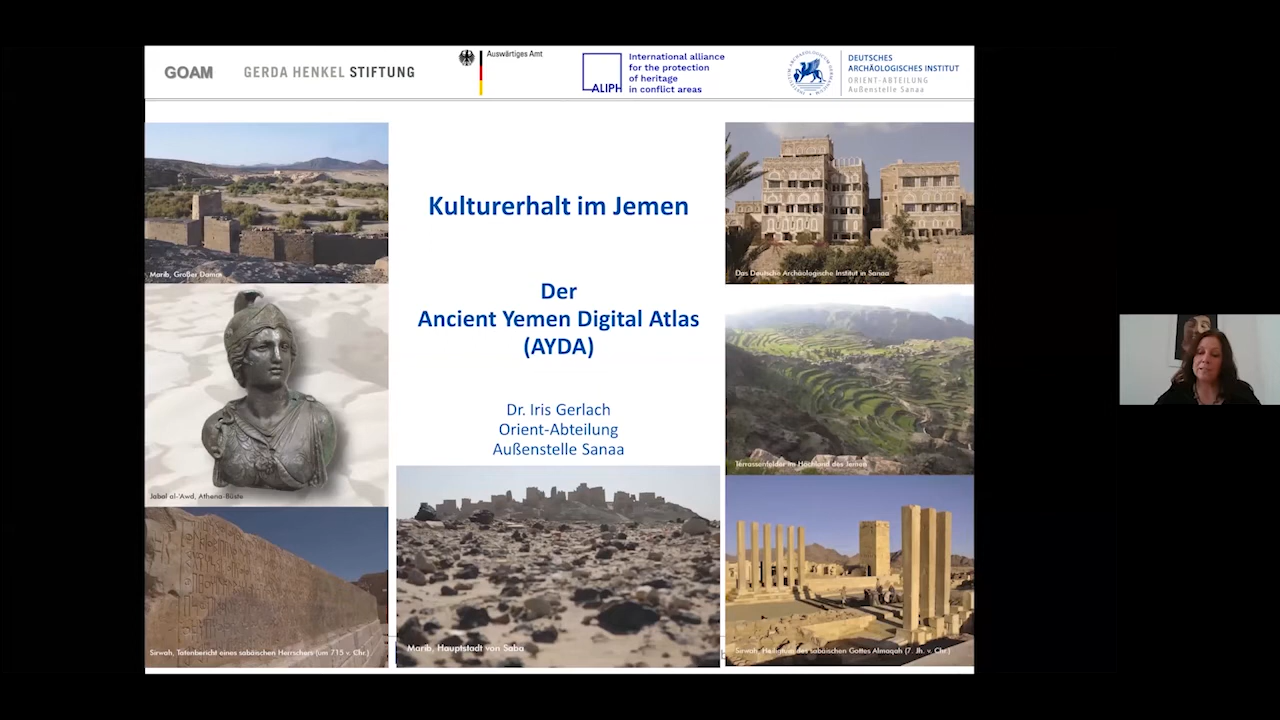 GOAM
GERDA HENKEL STIFTUNG
Auswärtiges Amt
ALIPH
International alliance
for the protection
of heritage
in conflict areas
DEUTSCHES
ARCHÄOLOGISCHES INSTITUT
ORIENT-ABTEILUNG
Außenstelle Sanaa
Kulturerhalt im Jemen
Der
Ancient Yemen Digital Atlas
(AYDA)
Dr. Iris Gerlach
Orient-Abteilung
Außenstelle Sanaa
Marib, Großer Damm
Jabal al-'Awd, Athena-Büste
Sirwah, Tatenbericht eines sabäischen Herrschers (um 715 v. Chr.)
Marib, Hauptstadt von Saba
Das Deutsche Archäologische Institut in Sanaa
Terrassenfelder im Hochland des Jemen
Sirwah, Heiligtum des sabäischen Gottes Almaqah (7. Jh. v. Chr.)